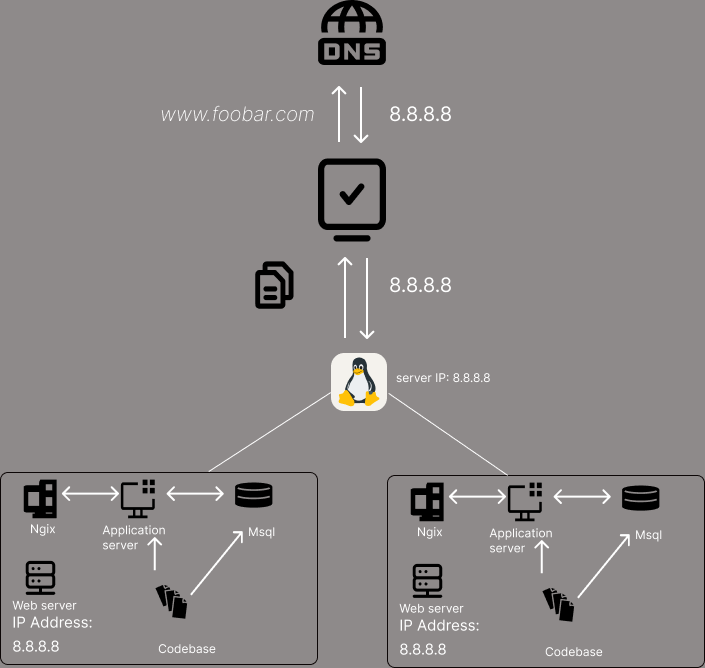 DNS
www.foobar.com
8.8.8.8
8.8.8.8
server IP: 8.8.8.8
Ngix
Application
server
Msql
Web server
IP Address:
8.8.8.8
Codebase
Ngix
Application
server
Msql
Web server
IP Address:
8.8.8.8
Codebase